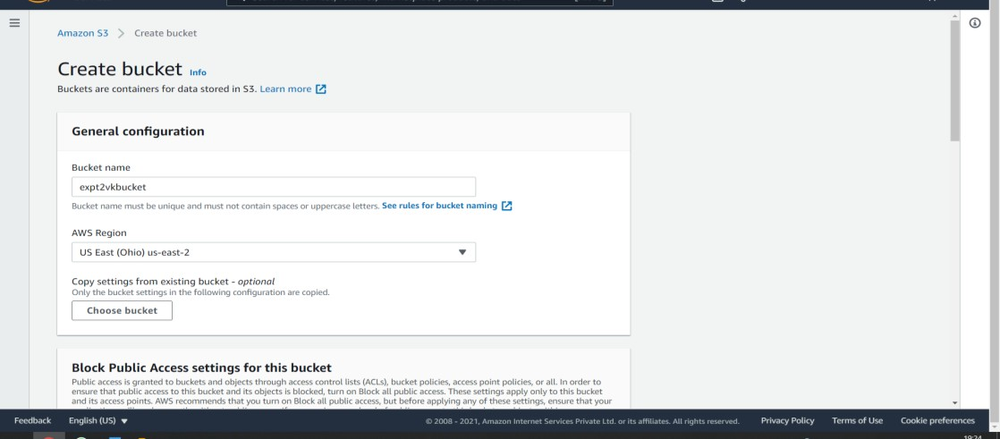 Amazon S3 > Create bucket
Create bucket Info
Buckets are containers for data stored in S3. Learn more
General configuration
Bucket name
expt2vkbucket
Bucket name must be unique and must not contain spaces or uppercase letters. See rules for bucket naming
AWS Region
US East (Ohio) us-east-2
Copy settings from existing bucket - optional
Only the bucket settings in the following configuration are copied.
Choose bucket
Block Public Access settings for this bucket
Public access is granted to buckets and objects through access control lists (ACLs), bucket policies, access point policies, or all. In order to
ensure that public access to this bucket and its objects is blocked, turn on Block all public access. These settings apply only to this bucket
and its access points. AWS recommends that you turn on Block all public access, but before applying any of these settings, ensure that your
Feedback English (US) © 2008 - 2021, Amazon Internet Services Private Ltd. or its affiliates. All rights reserved. Privacy Policy Terms of Use Cookie preferences
19:24